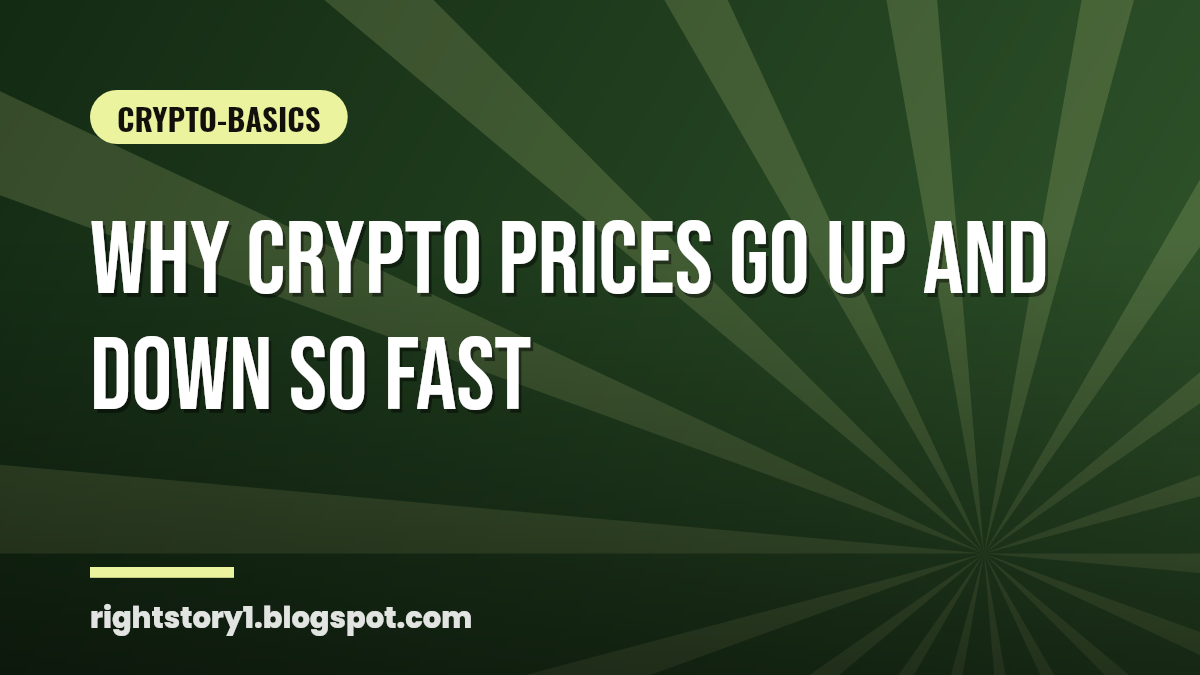 CRYPTO-BASICS
WHY CRYPTO PRICES GO UP AND
DOWN SO FAST
rightstory1.blogspot.com